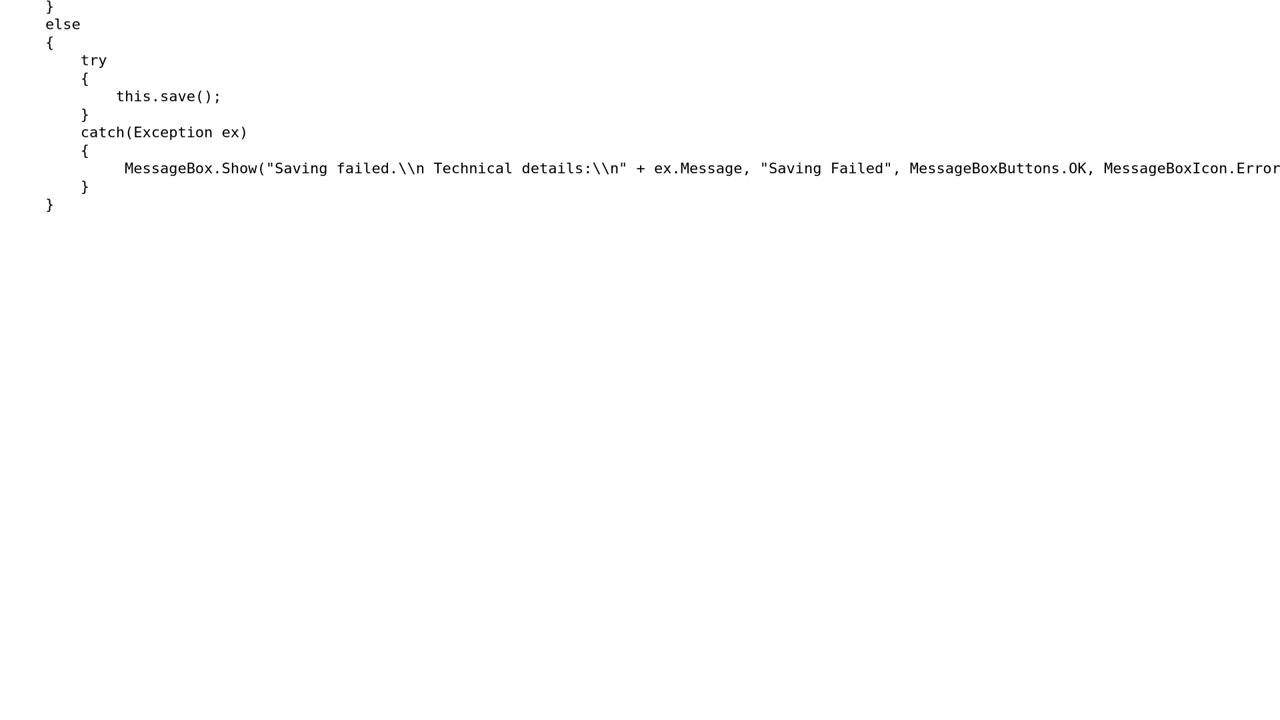 }
else
{
    try
    {
        this.save();
    }
    catch(Exception ex)
    {
         MessageBox.Show("Saving failed.\\n Technical details:\\n" + ex.Message, "Saving Failed", MessageBoxButtons.OK, MessageBoxIcon.Error
    }
}